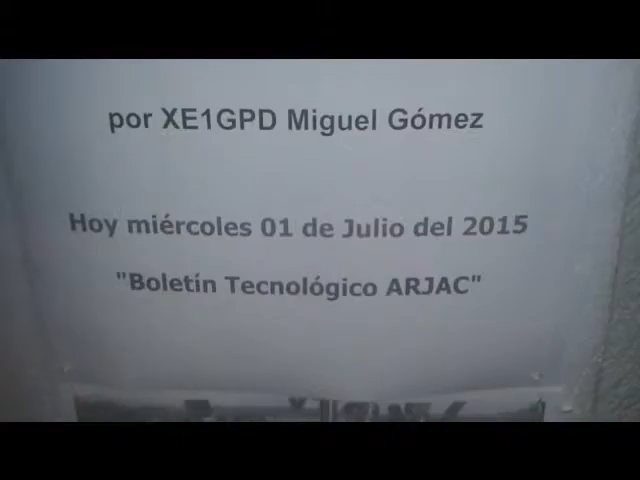 por XE1GPD Miguel Gómez
Hoy miércoles 01 de Julio del 2015
"Boletín Tecnológico ARJAC"